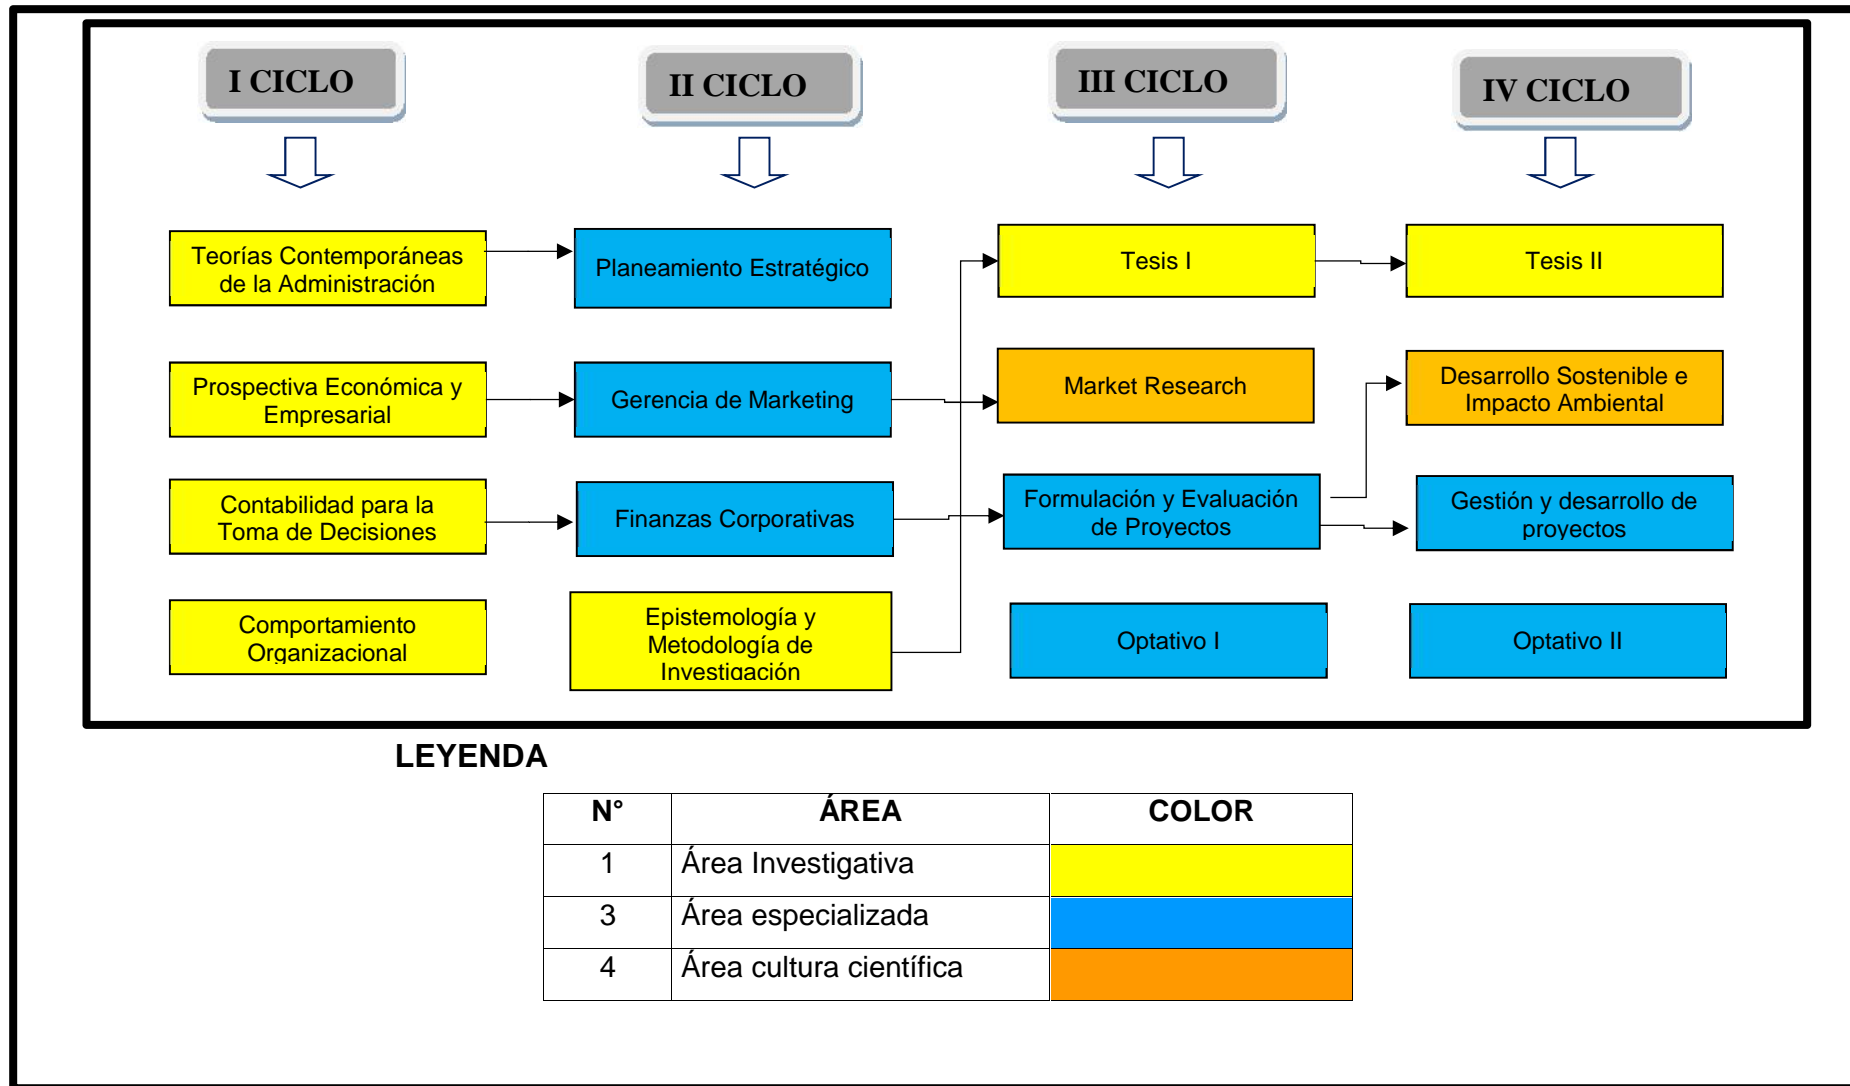 I CICLO
II CICLO
III CICLO
IV CICLO
Teorías Contemporáneas
de la Administración
Planeamiento Estratégico
Tesis I
Tesis II
Prospectiva Económica y
Empresarial
Gerencia de Marketing
Market Research
Desarrollo Sostenible e
Impacto Ambiental
Contabilidad para la
Toma de Decisiones
Finanzas Corporativas
Formulación y Evaluación
de Proyectos
Gestión y desarrollo de
proyectos
Comportamiento
Organizacional
Epistemología y
Metodología de
Investigación
Optativo I
Optativo II
LEYENDA
N° ÁREA COLOR
1 Área Investigativa
3 Área especializada
4 Área cultura científica